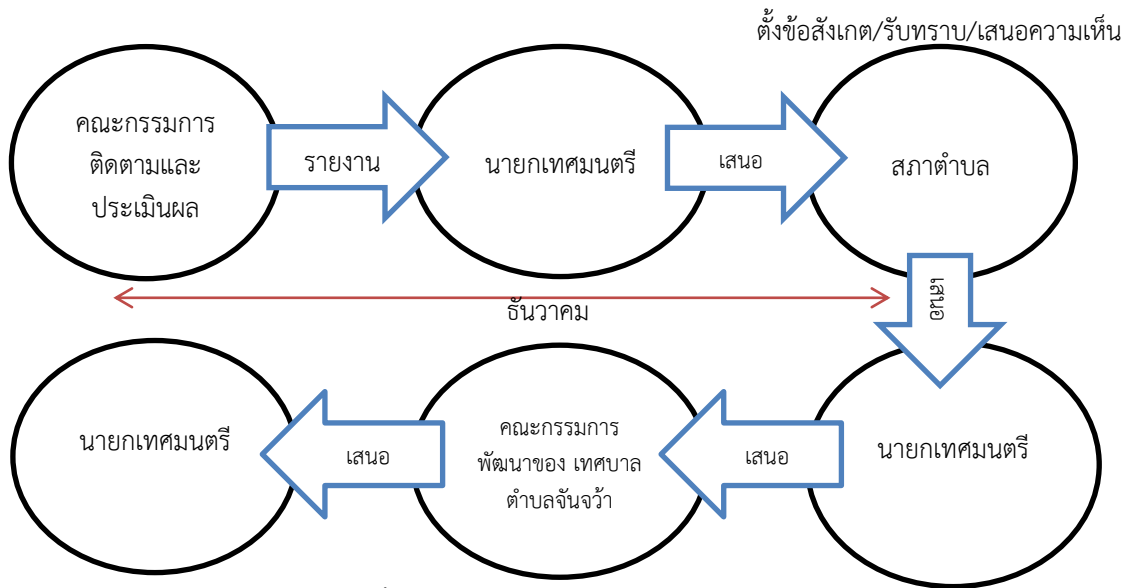 ตั้งข้อสังเกต/รับทราบ/เสนอความเห็น
คณะกรรมการ
ติดตามและ
ประเมินผล
รายงาน
นายกเทศมนตรี
เสนอ
สภาตำบล
เสนอ
ธันวาคม
นายกเทศมนตรี
เสนอ
คณะกรรมการ
พัฒนาของ เทศบาล
ตำบลจันจว้า
เสนอ
นายกเทศมนตรี